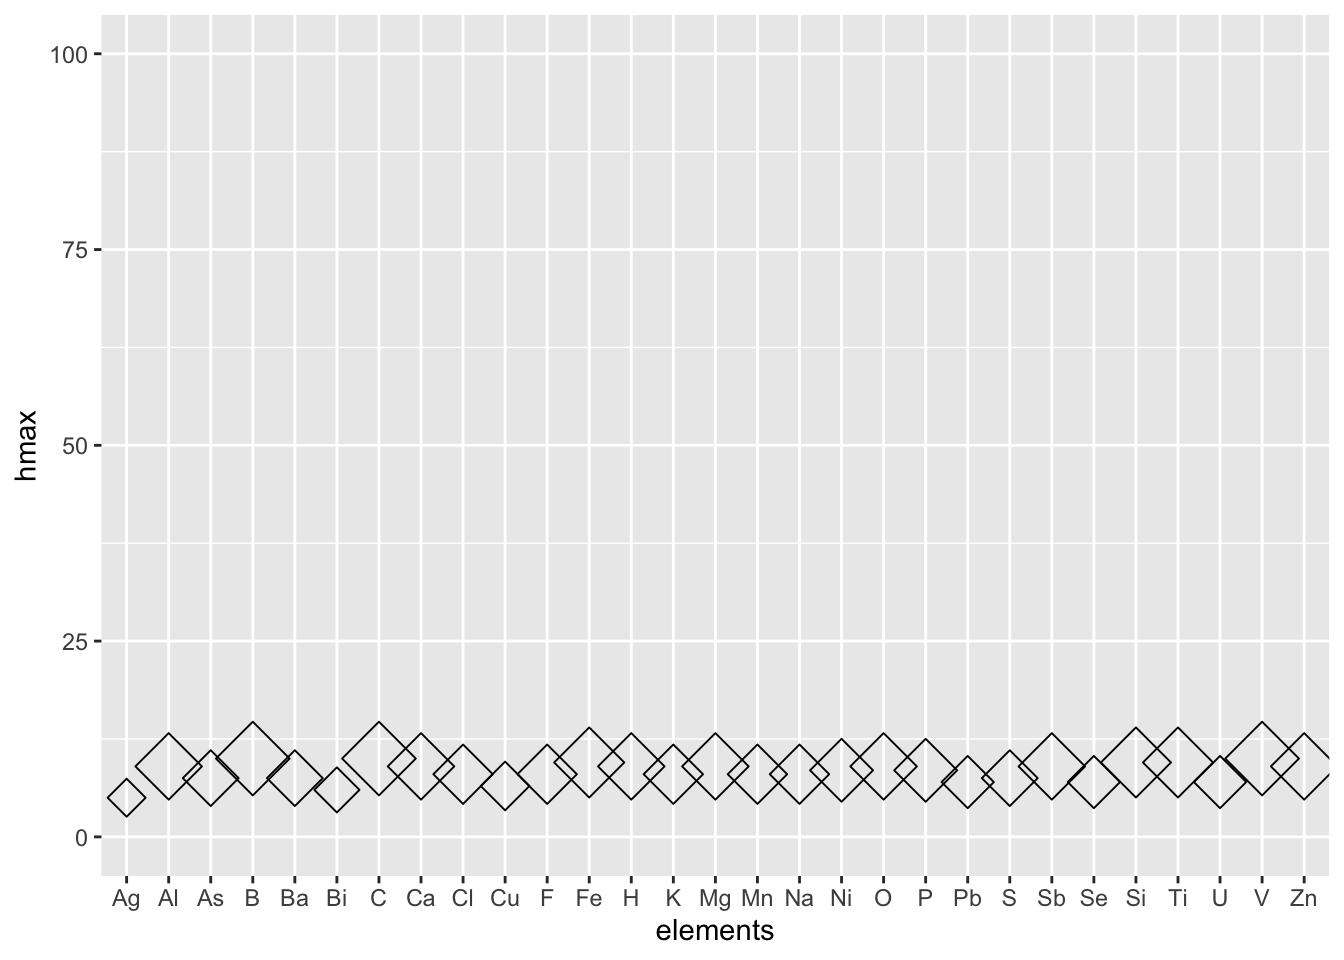 100
75
50
25
0
hmax
Ag Al As B Ba Bi C Ca Cl Cu F Fe H K Mg Mn Na Ni O P Pb S Sb Se Si Ti U V Zn
elements